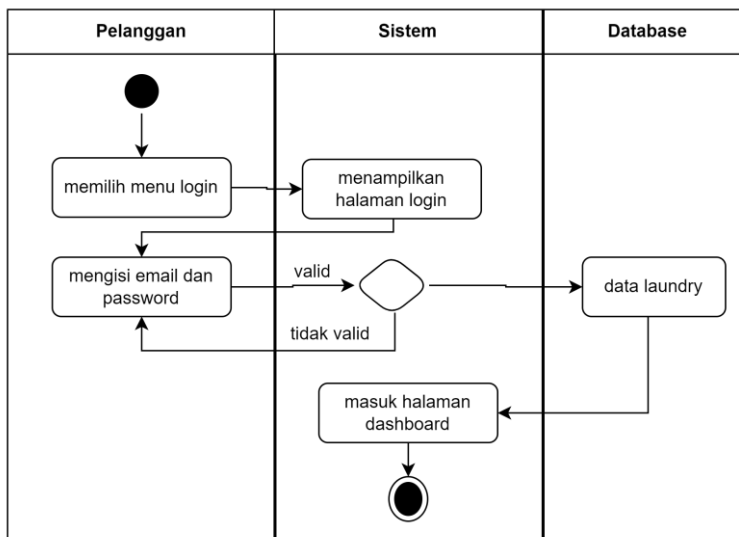 Pelanggan
Sistem
Database
memilih menu login
menampilkan
halaman login
mengisi email dan
password
valid
data laundry
tidak valid
masuk halaman
dashboard